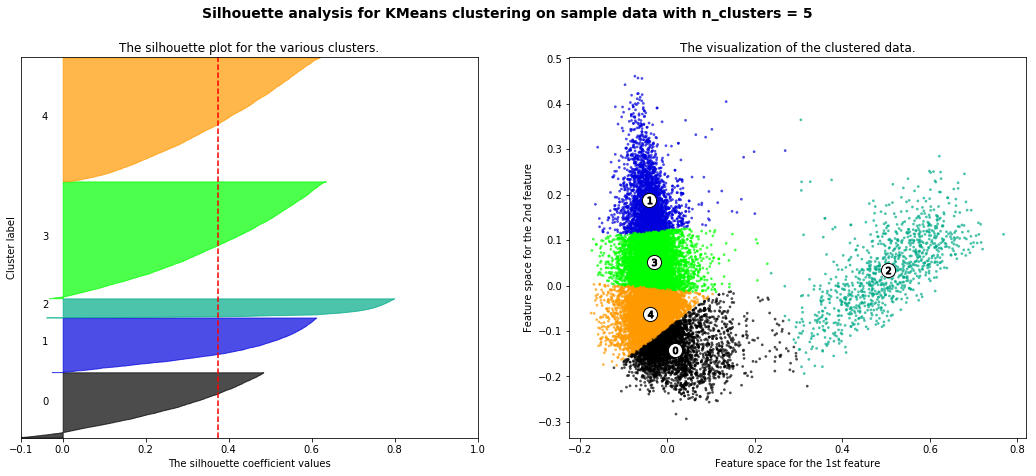 Silhouette analysis for KMeans clustering on sample data with n_clusters = 5
The silhouette plot for the various clusters.
4
3
2
1
0
Cluster label
−0.1 0.0 0.2 0.4 0.6 0.8 1.0
The silhouette coefficient values
The visualization of the clustered data.
0.5
0.4
0.3
0.2
0.1
0.0
−0.1
−0.2
−0.3
Feature space for the 2nd feature
1
3
2
4
0
−0.2 0.0 0.2 0.4 0.6 0.8
Feature space for the 1st feature